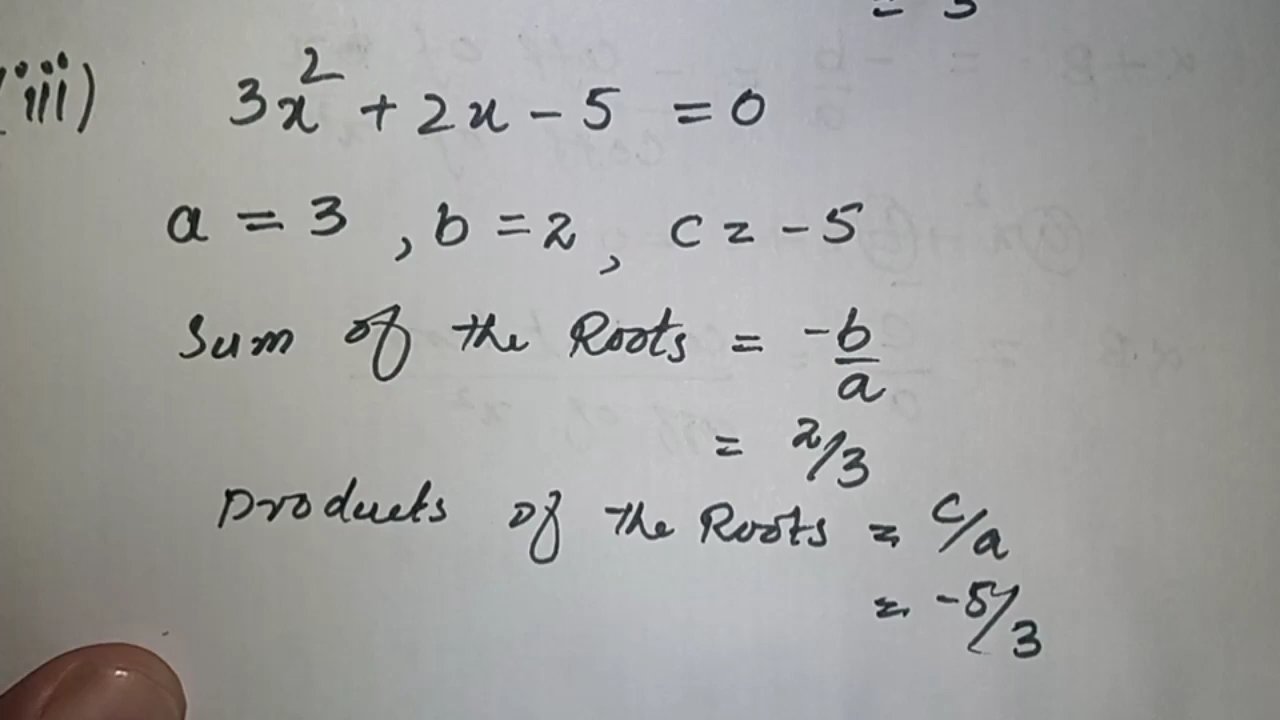 = 3
(iii) 3x² + 2x - 5 = 0
a = 3 , b = 2 , c = - 5
Sum of the Roots = -b/a
= 2/3
products of the Roots = c/a
= -5/3